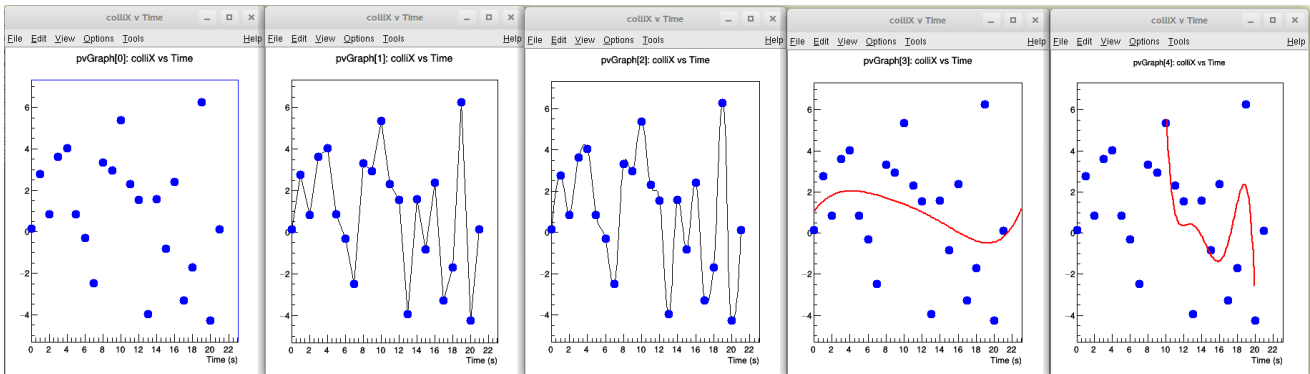 colliX v Time
File Edit View Options Tools Help
pvGraph[0]: colliX vs Time
6
4
2
0
−2
−4
0 2 4 6 8 10 12 14 16 18 20 22
Time (s)
colliX v Time
File Edit View Options Tools Help
pvGraph[1]: colliX vs Time
6
4
2
0
−2
−4
0 2 4 6 8 10 12 14 16 18 20 22
Time (s)
colliX v Time
File Edit View Options Tools Help
pvGraph[2]: colliX vs Time
6
4
2
0
−2
−4
0 2 4 6 8 10 12 14 16 18 20 22
Time (s)
colliX v Time
File Edit View Options Tools Help
pvGraph[3]: colliX vs Time
6
4
2
0
−2
−4
0 2 4 6 8 10 12 14 16 18 20 22
Time (s)
colliX v Time
File Edit View Options Tools Help
pvGraph[4]: colliX vs Time
6
4
2
0
−2
−4
0 2 4 6 8 10 12 14 16 18 20 22
Time (s)